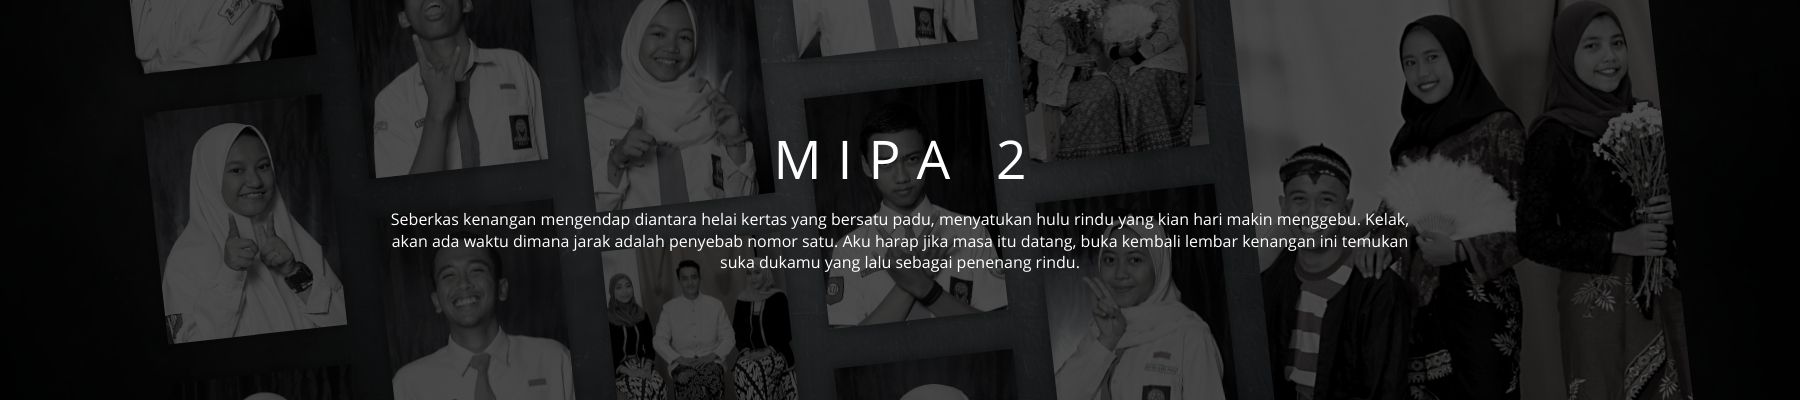 MIPA 2
Seberkas kenangan mengendap diantara helai kertas yang bersatu padu, menyatukan hulu rindu yang kian hari makin menggebu. Kelak,
akan ada waktu dimana jarak adalah penyebab nomor satu. Aku harap jika masa itu datang, buka kembali lembar kenangan ini temukan
suka dukamu yang lalu sebagai penenang rindu.